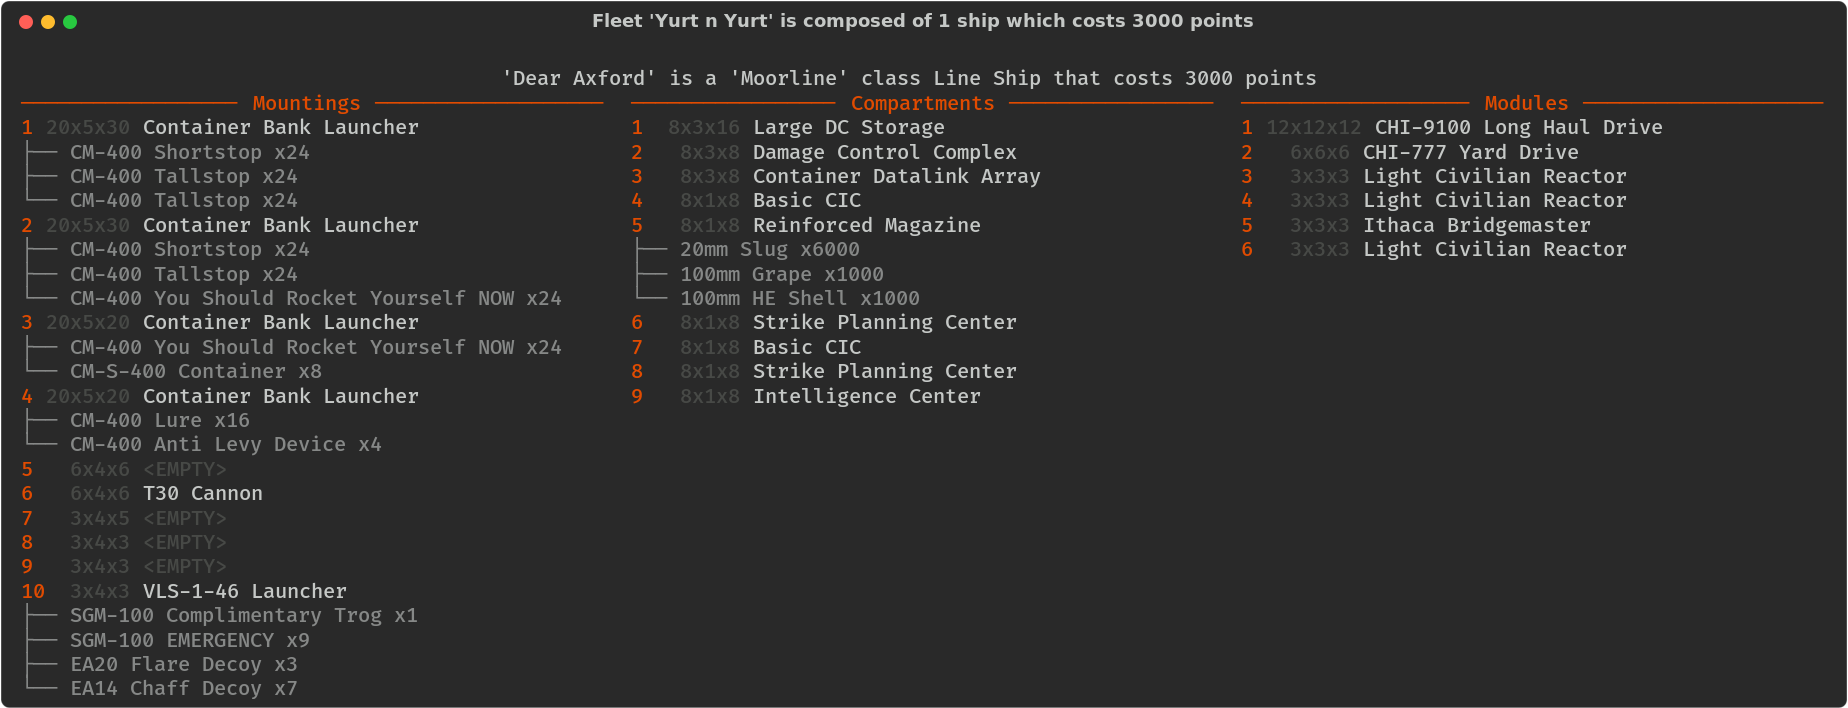 Fleet 'Yurt n Yurt' is composed of 1 ship which costs 3000 points
'Dear Axford' is a 'Moorline' class Line Ship that costs 3000 points
Mountings
1 20x5x30 Container Bank Launcher
CM-400 Shortstop x24
CM-400 Tallstop x24
CM-400 Tallstop x24
2 20x5x30 Container Bank Launcher
CM-400 Shortstop x24
CM-400 Tallstop x24
CM-400 You Should Rocket Yourself NOW x24
3 20x5x20 Container Bank Launcher
CM-400 You Should Rocket Yourself NOW x24
CM-S-400 Container x8
4 20x5x20 Container Bank Launcher
CM-400 Lure x16
CM-400 Anti Levy Device x4
5 6x4x6 <EMPTY>
6 6x4x6 T30 Cannon
7 3x4x5 <EMPTY>
8 3x4x3 <EMPTY>
9 3x4x3 <EMPTY>
10 3x4x3 VLS-1-46 Launcher
SGM-100 Complimentary Trog x1
SGM-100 EMERGENCY x9
EA20 Flare Decoy x3
EA14 Chaff Decoy x7
Compartments
1 8x3x16 Large DC Storage
2 8x3x8 Damage Control Complex
3 8x3x8 Container Datalink Array
4 8x1x8 Basic CIC
5 8x1x8 Reinforced Magazine
20mm Slug x6000
100mm Grape x1000
100mm HE Shell x1000
6 8x1x8 Strike Planning Center
7 8x1x8 Basic CIC
8 8x1x8 Strike Planning Center
9 8x1x8 Intelligence Center
Modules
1 12x12x12 CHI-9100 Long Haul Drive
2 6x6x6 CHI-777 Yard Drive
3 3x3x3 Light Civilian Reactor
4 3x3x3 Light Civilian Reactor
5 3x3x3 Ithaca Bridgemaster
6 3x3x3 Light Civilian Reactor